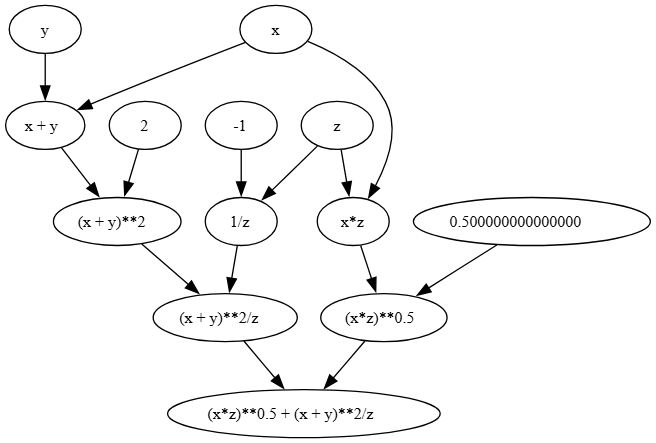 y
x
x + y
2
-1
z
(x + y)**2
1/z
x*z
0.500000000000000
(x + y)**2/z
(x*z)**0.5
(x*z)**0.5 + (x + y)**2/z